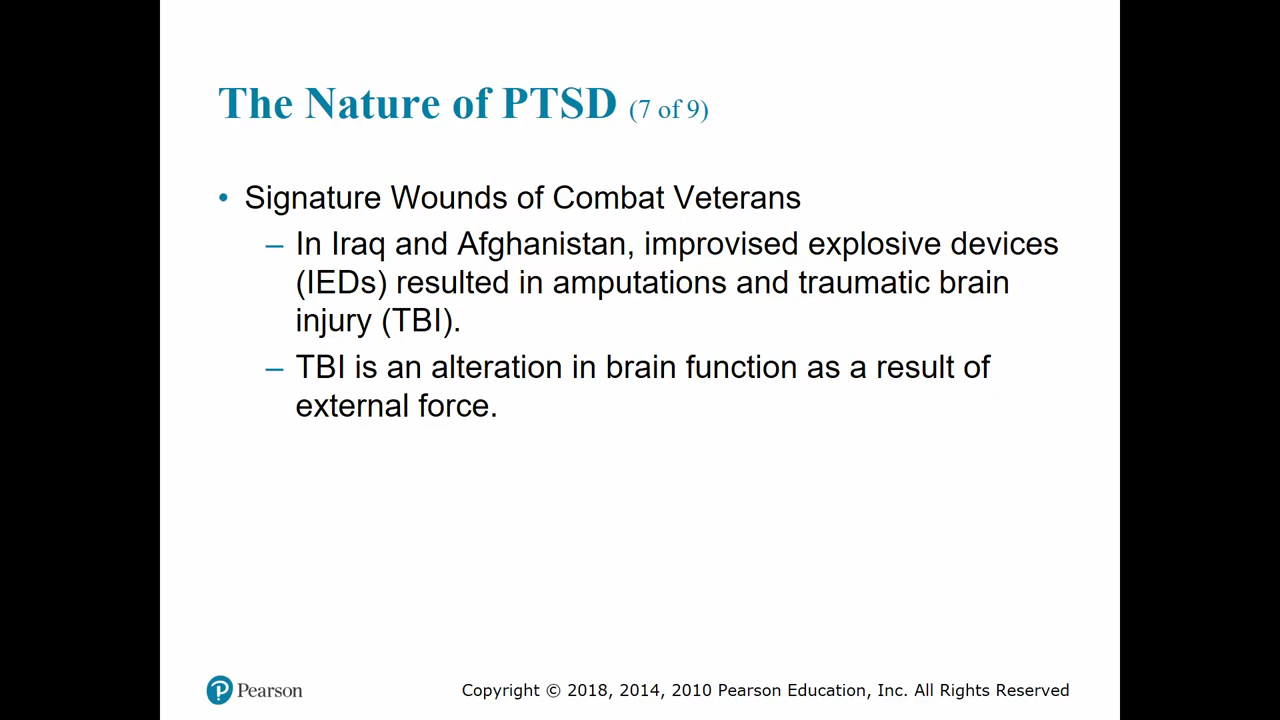 The Nature of PTSD (7 of 9)
• Signature Wounds of Combat Veterans
– In Iraq and Afghanistan, improvised explosive devices
(IEDs) resulted in amputations and traumatic brain
injury (TBI).
– TBI is an alteration in brain function as a result of
external force.
Pearson
Copyright © 2018, 2014, 2010 Pearson Education, Inc. All Rights Reserved